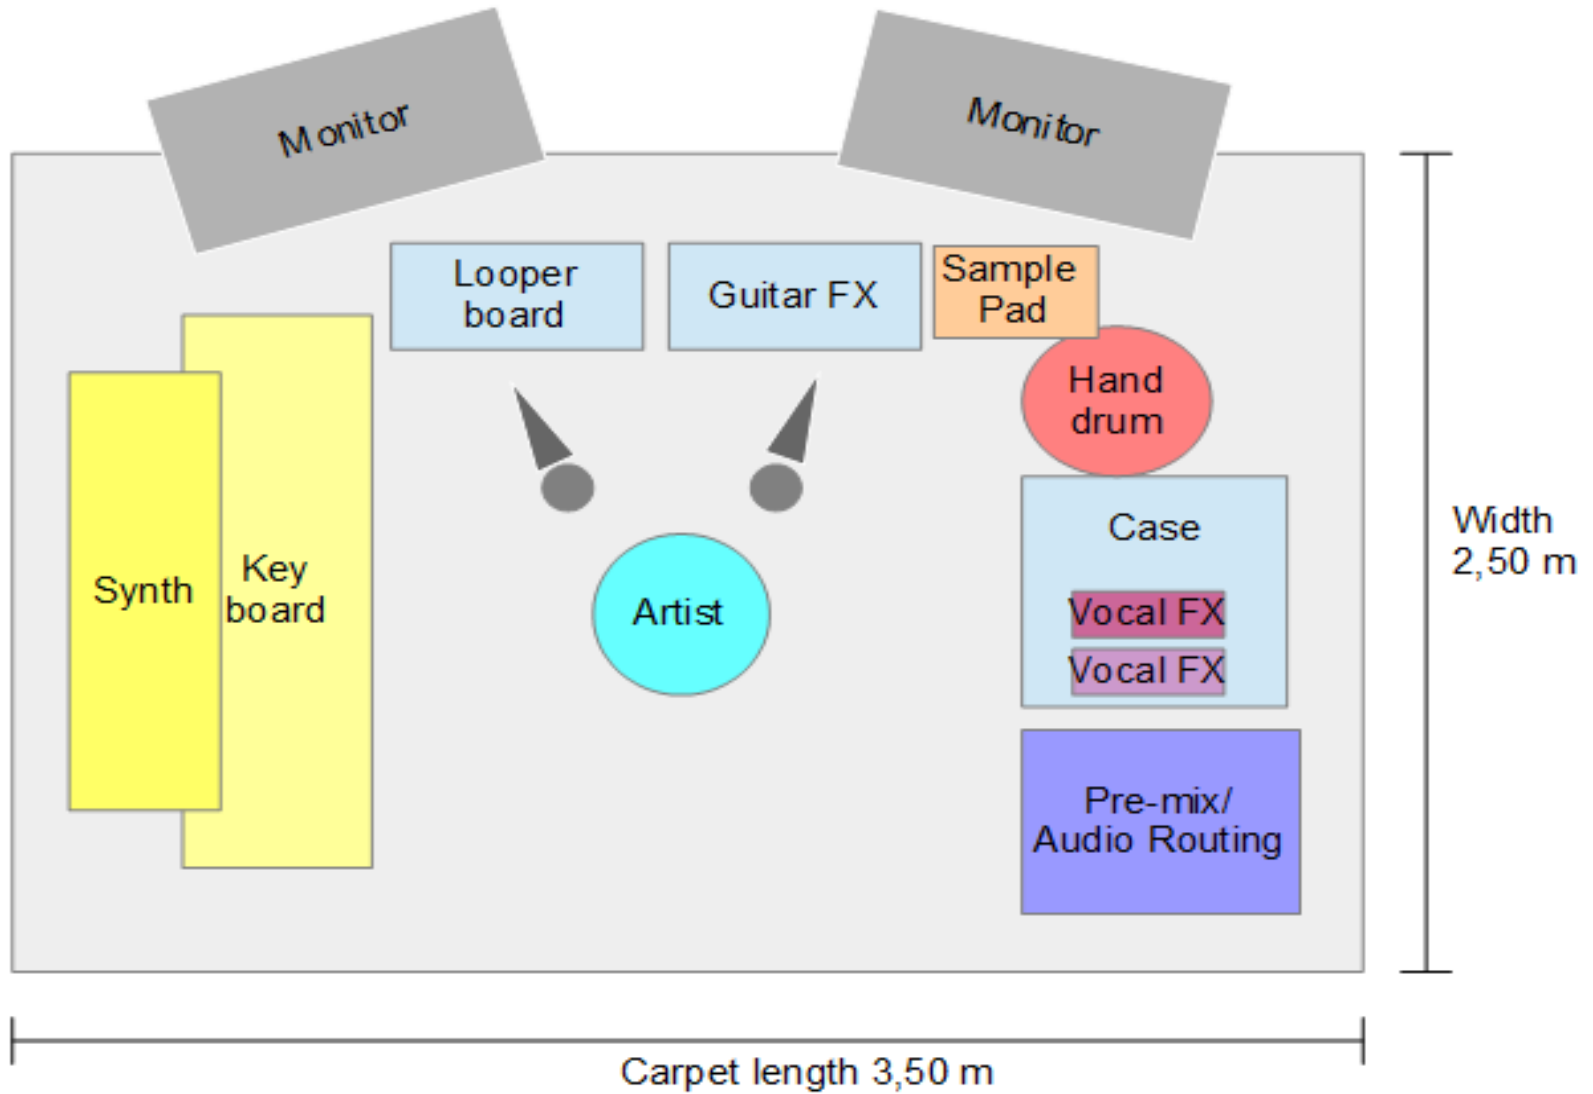 Monitor
Monitor
Looper
board
Guitar FX
Sample
Pad
Hand
drum
Synth
Key
board
Artist
Case
Vocal FX
Vocal FX
Pre-mix/
Audio Routing
Width
2,50 m
Carpet length 3,50 m